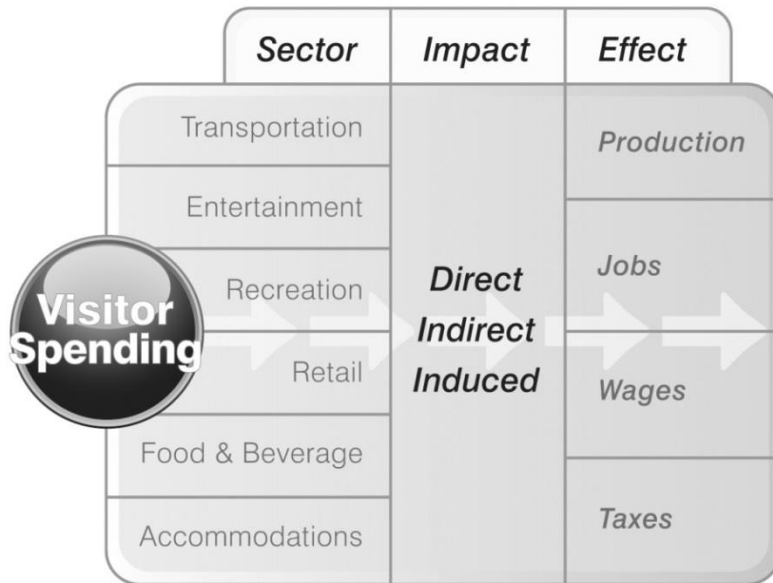 Sector
Impact
Effect
Transportation
Entertainment
Recreation
Retail
Food & Beverage
Accommodations
Visitor
Spending
Direct
Indirect
Induced
Production
Jobs
Wages
Taxes